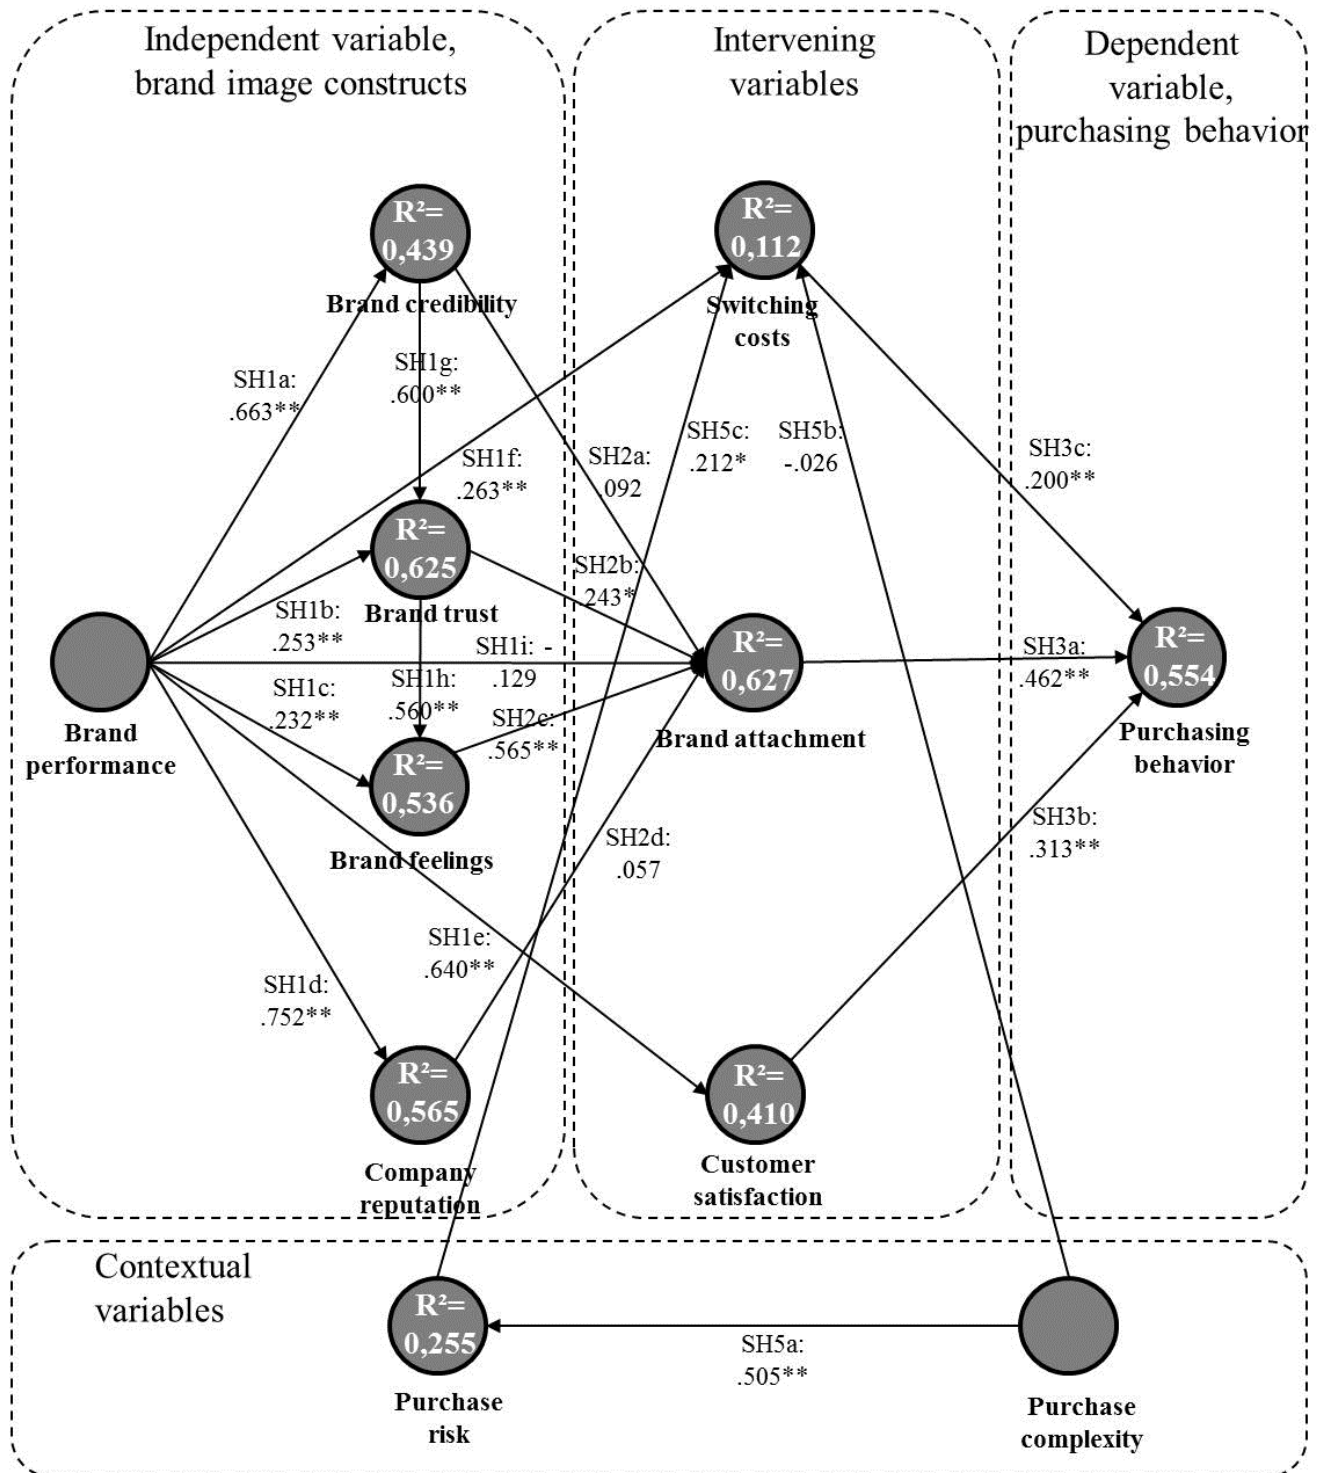 Independent variable,
brand image constructs
Intervening
variables
Dependent
variable,
purchasing behavior
R²=
0,439
Brand credibility
R²=
0,112
Switching
costs
SH1a:
.663**
SH1g:
.600**
SH1f:
.263**
SH2a:
.092
SH5c:
.212*
SH5b:
-.026
SH3c:
.200**
R²=
0,625
Brand trust
SH1b:
.253**
SH2b:
.243*
SH1i: -
.129
Brand
performance
SH1c:
.232**
SH1h:
.560**
SH2c:
.565**
R²=
0,627
Brand attachment
SH3a:
.462**
R²=
0,554
Purchasing
behavior
R²=
0,536
Brand feelings
SH2d:
.057
SH3b:
.313**
SH1e:
.640**
SH1d:
.752**
R²=
0,565
Company
reputation
R²=
0,410
Customer
satisfaction
Contextual
variables
R²=
0,255
Purchase
risk
SH5a:
.505**
Purchase
complexity